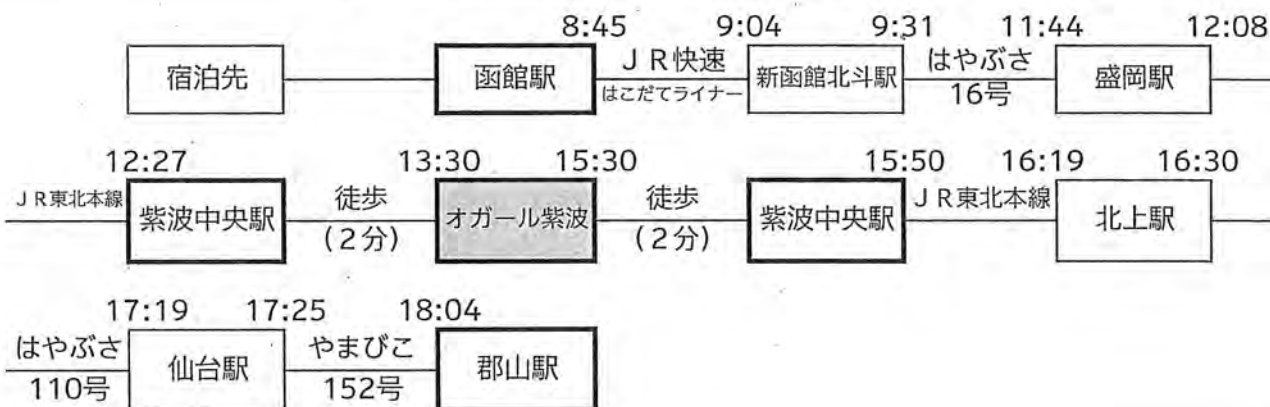 8:45 9:04 9:31 11:44 12:08
宿泊先 函館駅 JR快速 はこだてライナー 新函館北斗駅 はやぶさ 16号 盛岡駅
12:27 13:30 15:30 15:50 16:19 16:30
JR東北本線 紫波中央駅 徒歩 (2分) オガール紫波 徒歩 (2分) 紫波中央駅 JR東北本線 北上駅
17:19 17:25 18:04
はやぶさ 110号 仙台駅 やまびこ 152号 郡山駅